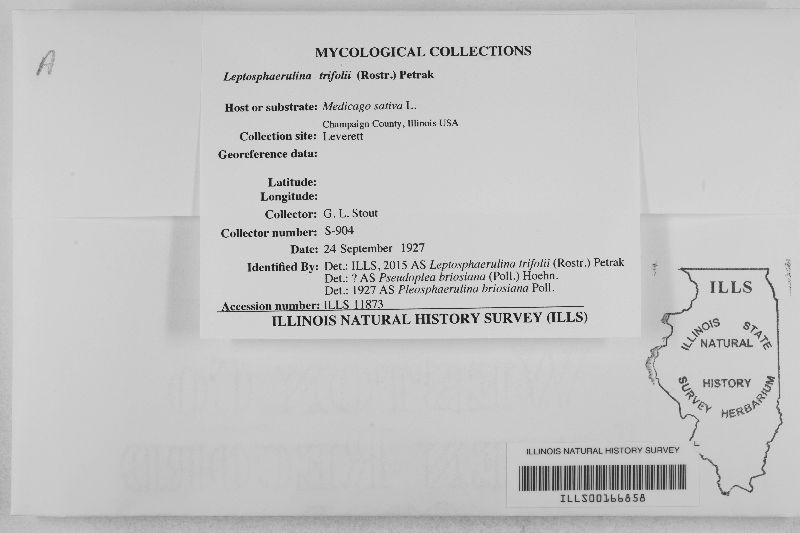 A
MYCOLOGICAL COLLECTIONS
Leptosphaerulina trifolii (Rostr.) Petrak
Host or substrate: Medicago sativa L.
Champaign County, Illinois USA
Collection site: Leverett
Georeference data:
Latitude:
Longitude:
Collector: G. L. Stout
Collector number: S-904
Date: 24 September 1927
Identified By: Det.: ILLS, 2015 AS Leptosphaerulina trifolii (Rostr.) Petrak
Det.: ? AS Pseudoplea briosiana (Poll.) Hoehn.
Det.: 1927 AS Pleosphaerulina briosiana Poll.
Accession number: ILLS 11873
ILLINOIS NATURAL HISTORY SURVEY (ILLS)
ILLS
ILLINOIS STATE
NATURAL
HISTORY
SURVEY HERBARIUM
ILLINOIS NATURAL HISTORY SURVEY
ILLS00166858